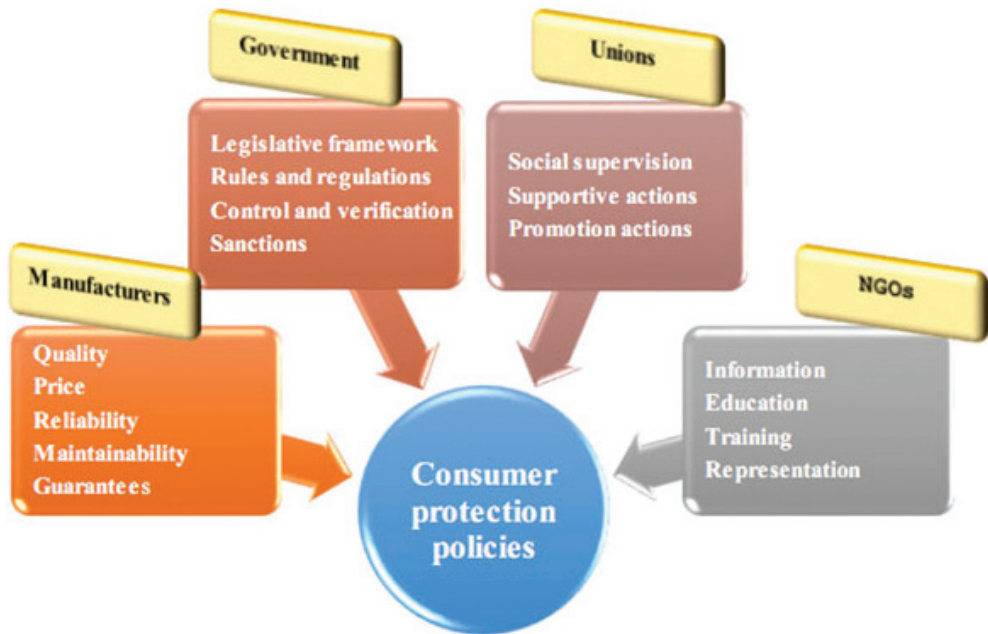 Government
Legislative framework
Rules and regulations
Control and verification
Sanctions
Unions
Social supervision
Supportive actions
Promotion actions
Manufacturers
Quality
Price
Reliability
Maintainability
Guarantees
NGOs
Information
Education
Training
Representation
Consumer
protection
policies